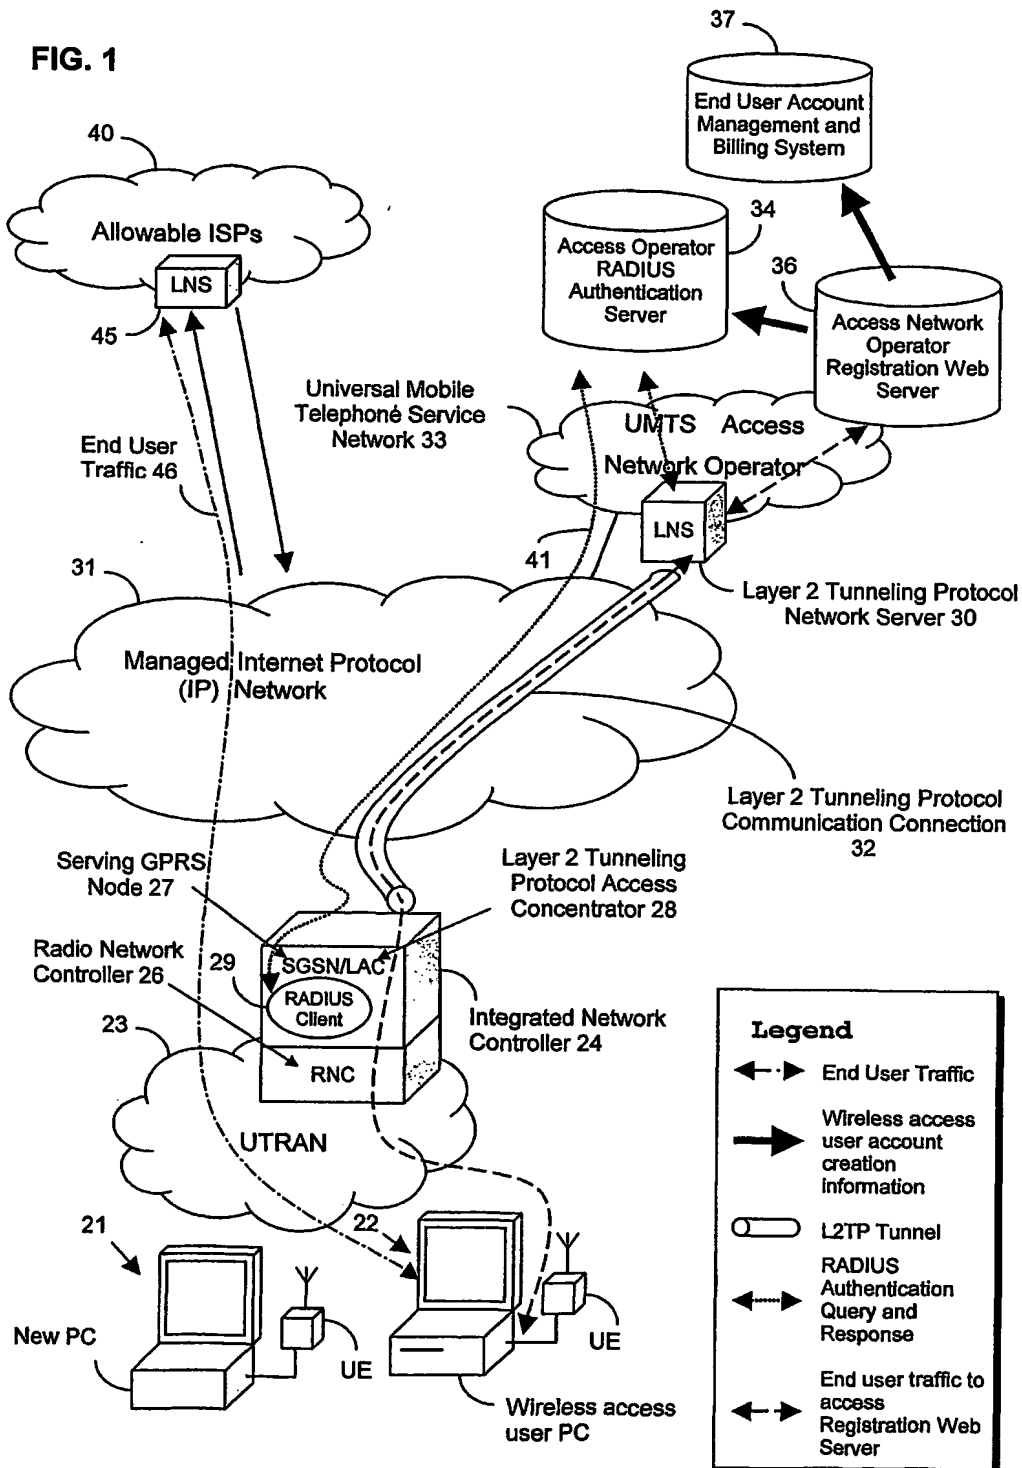 FIG. 1
37
End User Account
Management and
Billing System
40
Allowable ISPs
LNS
45
34
Access Operator
RADIUS
Authentication
Server
36
Access Network
Operator
Registration Web
Server
Universal Mobile
Telephone Service
Network 33
UMTS Access
Network Operator
LNS
End User
Traffic 46
41
31
Layer 2 Tunneling Protocol
Network Server 30
Managed Internet Protocol
(IP) Network
Layer 2 Tunneling Protocol
Communication Connection
32
Serving GPRS
Node 27
Layer 2 Tunneling
Protocol Access
Concentrator 28
Radio Network
Controller 26
29
SGSN/LAC
RADIUS
Client
Integrated Network
Controller 24
23
RNC
UTRAN
21
22
New PC
UE
UE
Wireless access
user PC
Legend
End User Traffic
Wireless access
user account
creation
information
L2TP Tunnel
RADIUS
Authentication
Query and
Response
End user traffic to
access
Registration Web
Server